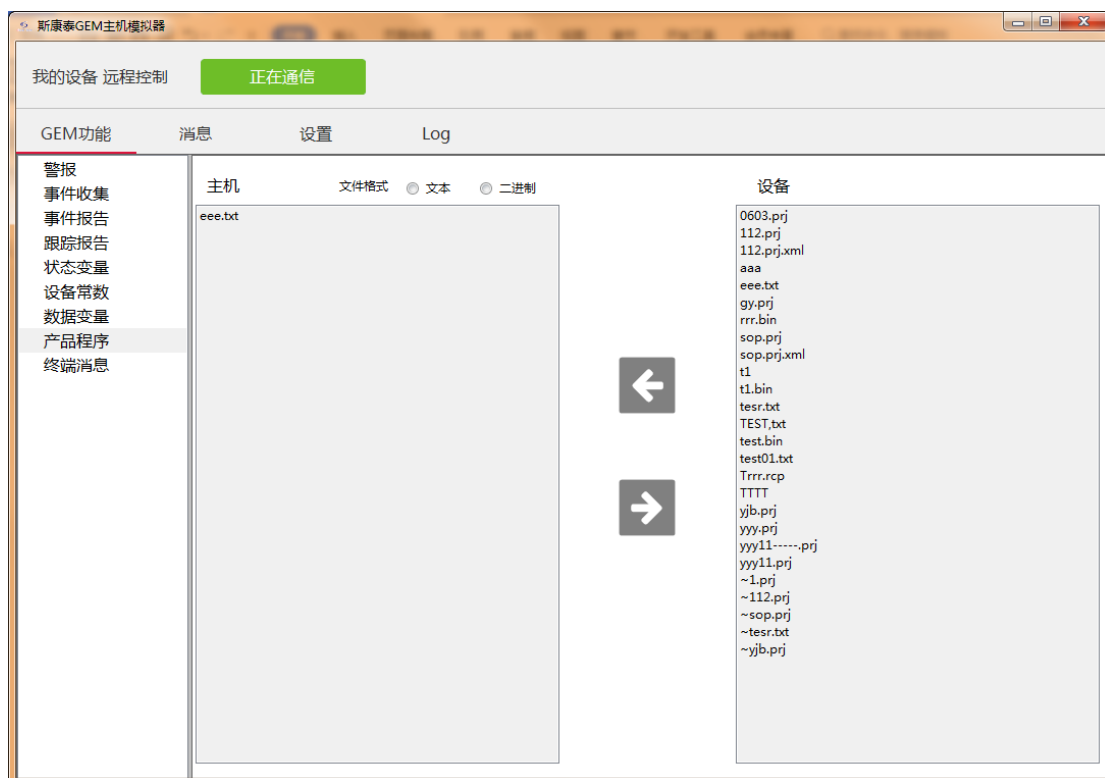 斯康泰GEM主机模拟器
我的设备 远程控制 正在通信
GEM功能 消息 设置 Log
警报
事件收集
事件报告
跟踪报告
状态变量
设备常数
数据变量
产品程序
终端消息
主机 文件格式 文本 二进制
eee.txt
设备
0603.prj
112.prj
112.prj.xml
aaa
eee.txt
gy.prj
rrr.bin
sop.prj
sop.prj.xml
t1
t1.bin
tesr.txt
TEST,txt
test.bin
test01.txt
Trrr.rcp
TTTT
yjb.prj
yyy.prj
yyy11-----.prj
yyy11.prj
~1.prj
~112.prj
~sop.prj
~tesr.txt
~yjb.prj